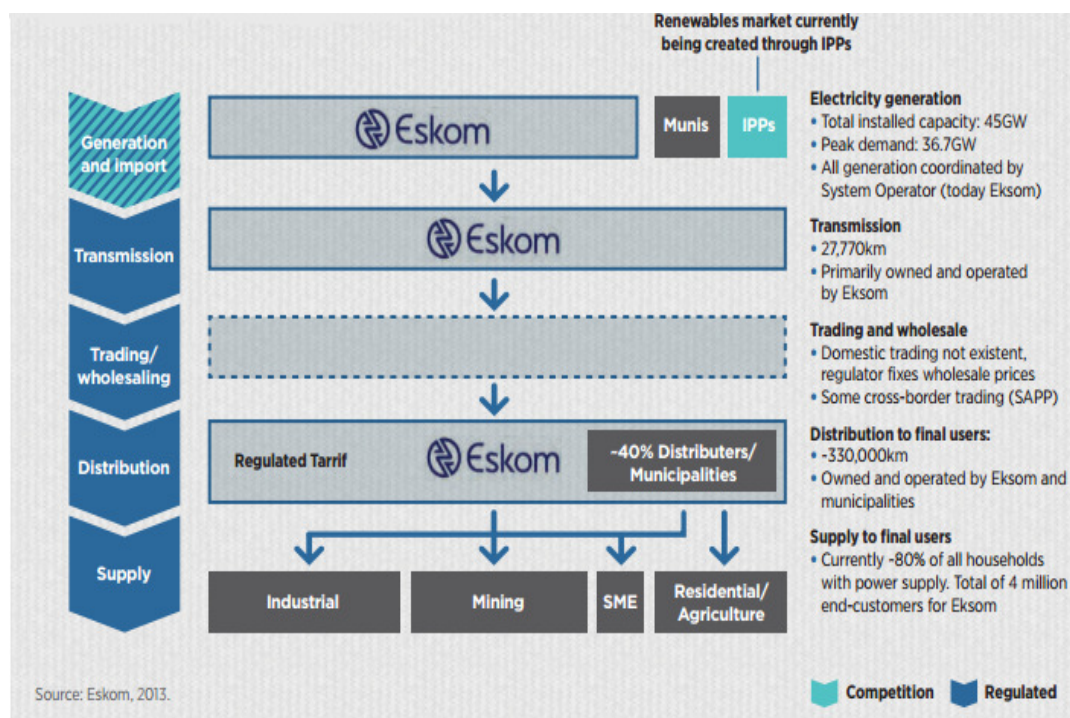 Renewables market currently
being created through IPPs
Generation
and import
Eskom
Munis
IPPs
Electricity generation
• Total installed capacity: 45GW
• Peak demand: 36.7GW
• All generation coordinated by
System Operator (today Eksom)
Transmission
Eskom
Transmission
• 27,770km
• Primarily owned and operated
by Eksom
Trading/
wholesaling
Trading and wholesale
• Domestic trading not existent,
regulator fixes wholesale prices
• Some cross-border trading (SAPP)
Distribution
Regulated Tarrif
Eskom
~40% Distributers/
Municipalities
Distribution to final users:
• ~330,000km
• Owned and operated by Eksom and
municipalities
Supply
Industrial
Mining
SME
Residential/
Agriculture
Supply to final users
• Currently ~80% of all households
with power supply. Total of 4 million
end-customers for Eksom
Source: Eskom, 2013.
Competition
Regulated